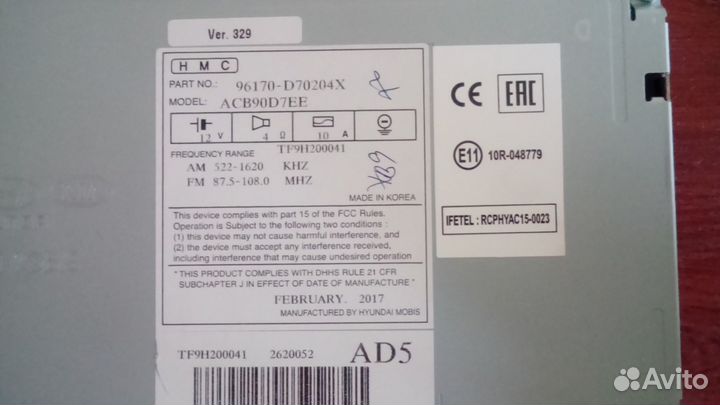 Ver. 329
H M C
PART NO.: 96170-D70204X
MODEL: ACB90D7EE
12 V 4 Ω 10 A
FREQUENCY RANGE TF9H200041
AM 522-1620 KHZ
FM 87.5-108.0 MHZ
MADE IN KOREA
This device complies with part 15 of the FCC Rules.
Operation is Subject to the following two conditions :
(1) this device may not cause harmful interference, and
(2) the device must accept any interference received,
including interference that may cause undesired operation
" THIS PRODUCT COMPLIES WITH DHHS RULE 21 CFR
SUBCHAPTER J IN EFFECT OF DATE OF MANUFACTURE "
FEBRUARY. 2017
MANUFACTURED BY HYUNDAI MOBIS
TF9H200041 2620052 AD5
CE EAC
E11 10R-048779
IFETEL : RCPHYAC15-0023
Avito